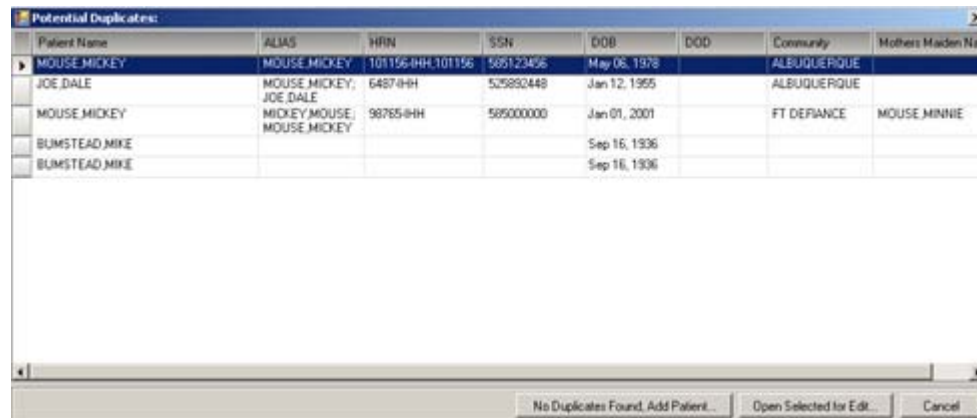 Potential Duplicates:
Patient Name ALIAS HRN SSN DOB DOD Community Mothers Maiden Na
MOUSE,MICKEY MOUSE,MICKEY 101156-IHH,101156 585123456 May 06, 1978 ALBUQUERQUE
JOE,DALE MOUSE,MICKEY; 6487-IHH 525892448 Jan 12, 1955 ALBUQUERQUE
JOE,DALE
MOUSE,MICKEY MICKEY,MOUSE; 98765-IHH 585000000 Jan 01, 2001 FT DEFIANCE MOUSE,MINNIE
MOUSE,MICKEY
BUMSTEAD,MIKE Sep 16, 1936
BUMSTEAD,MIKE Sep 16, 1936
No Duplicates Found, Add Patient... Open Selected for Edit... Cancel